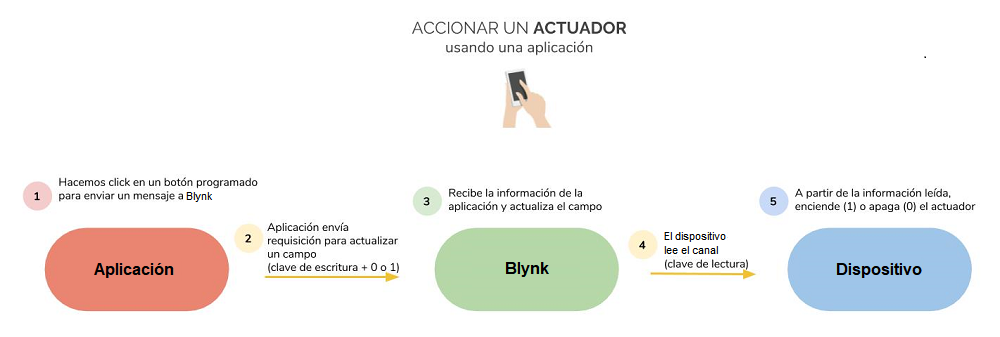 ACCIONAR UN ACTUADOR
usando una aplicación
.
1
Hacemos click en un botón programado
para enviar un mensaje a Blynk
Aplicación
2
Aplicación envía
requisición para actualizar
un campo
(clave de escritura + 0 o 1)
3
Recibe la información de la
aplicación y actualiza el campo
Blynk
4
El dispositivo
lee el canal
(clave de lectura)
5
A partir de la información leída,
enciende (1) o apaga (0) el actuador
Dispositivo